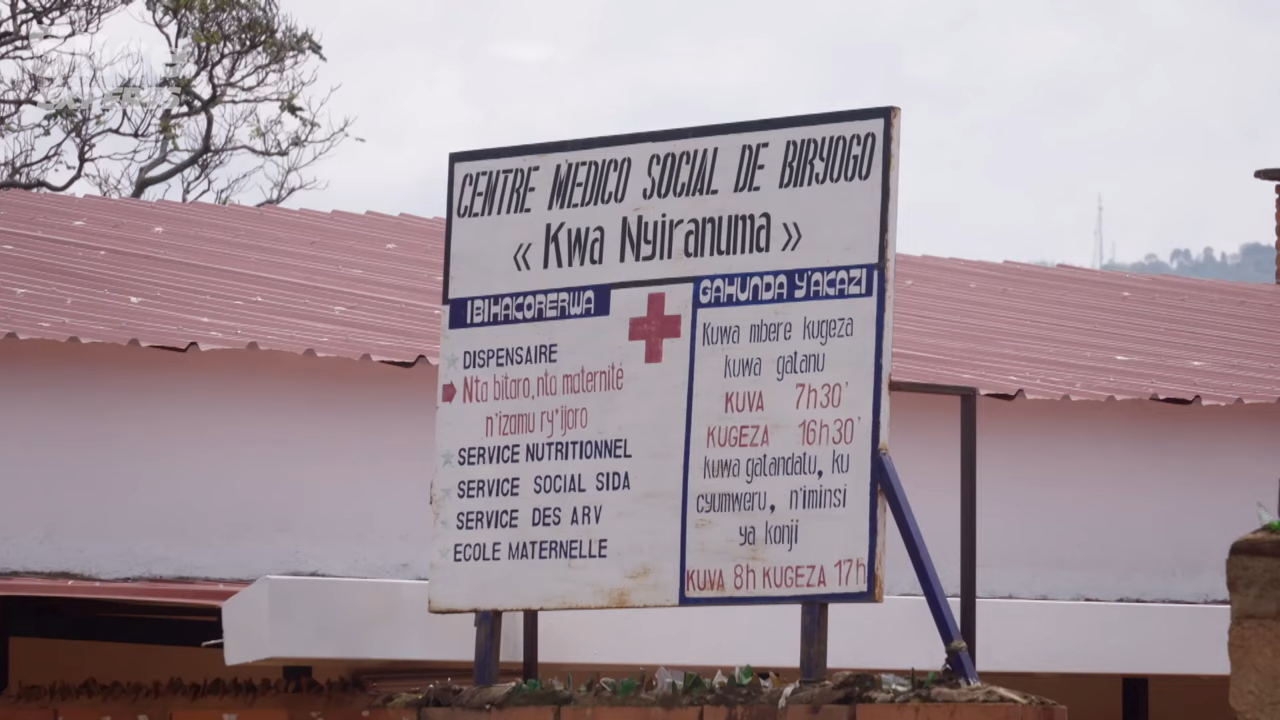 CENTRE MEDICO SOCIAL DE BIRYOGO
« Kwa Nyiranuma »
IBIHAKORERWA
DISPENSAIRE
Nta bitaro, nta maternité
n'izamu ry'ijoro
SERVICE NUTRITIONNEL
SERVICE SOCIAL SIDA
SERVICE DES ARV
ECOLE MATERNELLE
GAHUNDA Y'AKAZI
Kuwa mbere kugeza
kuwa gatanu
KUVA 7h30'
KUGEZA 16h30'
kuwa gatandatu, ku
cyumweru, n'iminsi
ya konji
KUVA 8h KUGEZA 17h